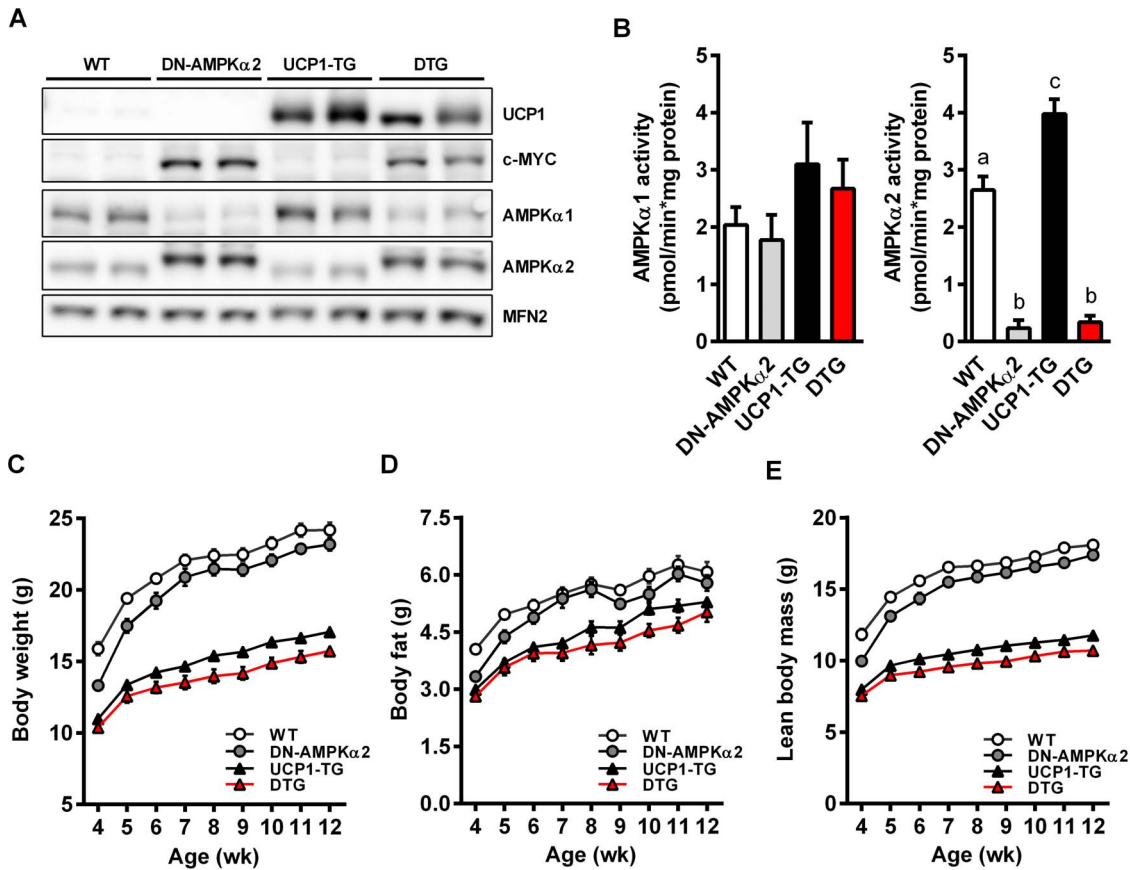 A
WT DN-AMPKα2 UCP1-TG DTG
UCP1
c-MYC
AMPKα1
AMPKα2
MFN2
B
AMPKα1 activity
(pmol/min*mg protein)
5
4
3
2
1
0
WT
DN-AMPKα2
UCP1-TG
DTG
AMPKα2 activity
(pmol/min*mg protein)
5
4
3
2
1
0
a
b
c
b
WT
DN-AMPKα2
UCP1-TG
DTG
C
Body weight (g)
25
20
15
10
5
WT
DN-AMPKα2
UCP1-TG
DTG
4 5 6 7 8 9 10 11 12
Age (wk)
D
Body fat (g)
7.5
6.0
4.5
3.0
1.5
0.0
WT
DN-AMPKα2
UCP1-TG
DTG
4 5 6 7 8 9 10 11 12
Age (wk)
E
Lean body mass (g)
20
15
10
5
0
WT
DN-AMPKα2
UCP1-TG
DTG
4 5 6 7 8 9 10 11 12
Age (wk)